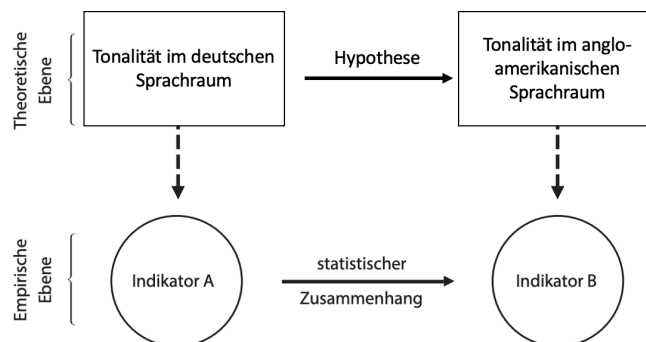 Theoretische
Ebene
Tonalität im deutschen
Sprachraum
Hypothese
Tonalität im anglo-
amerikanischen
Sprachraum
Empirische
Ebene
Indikator A
statistischer
Zusammenhang
Indikator B